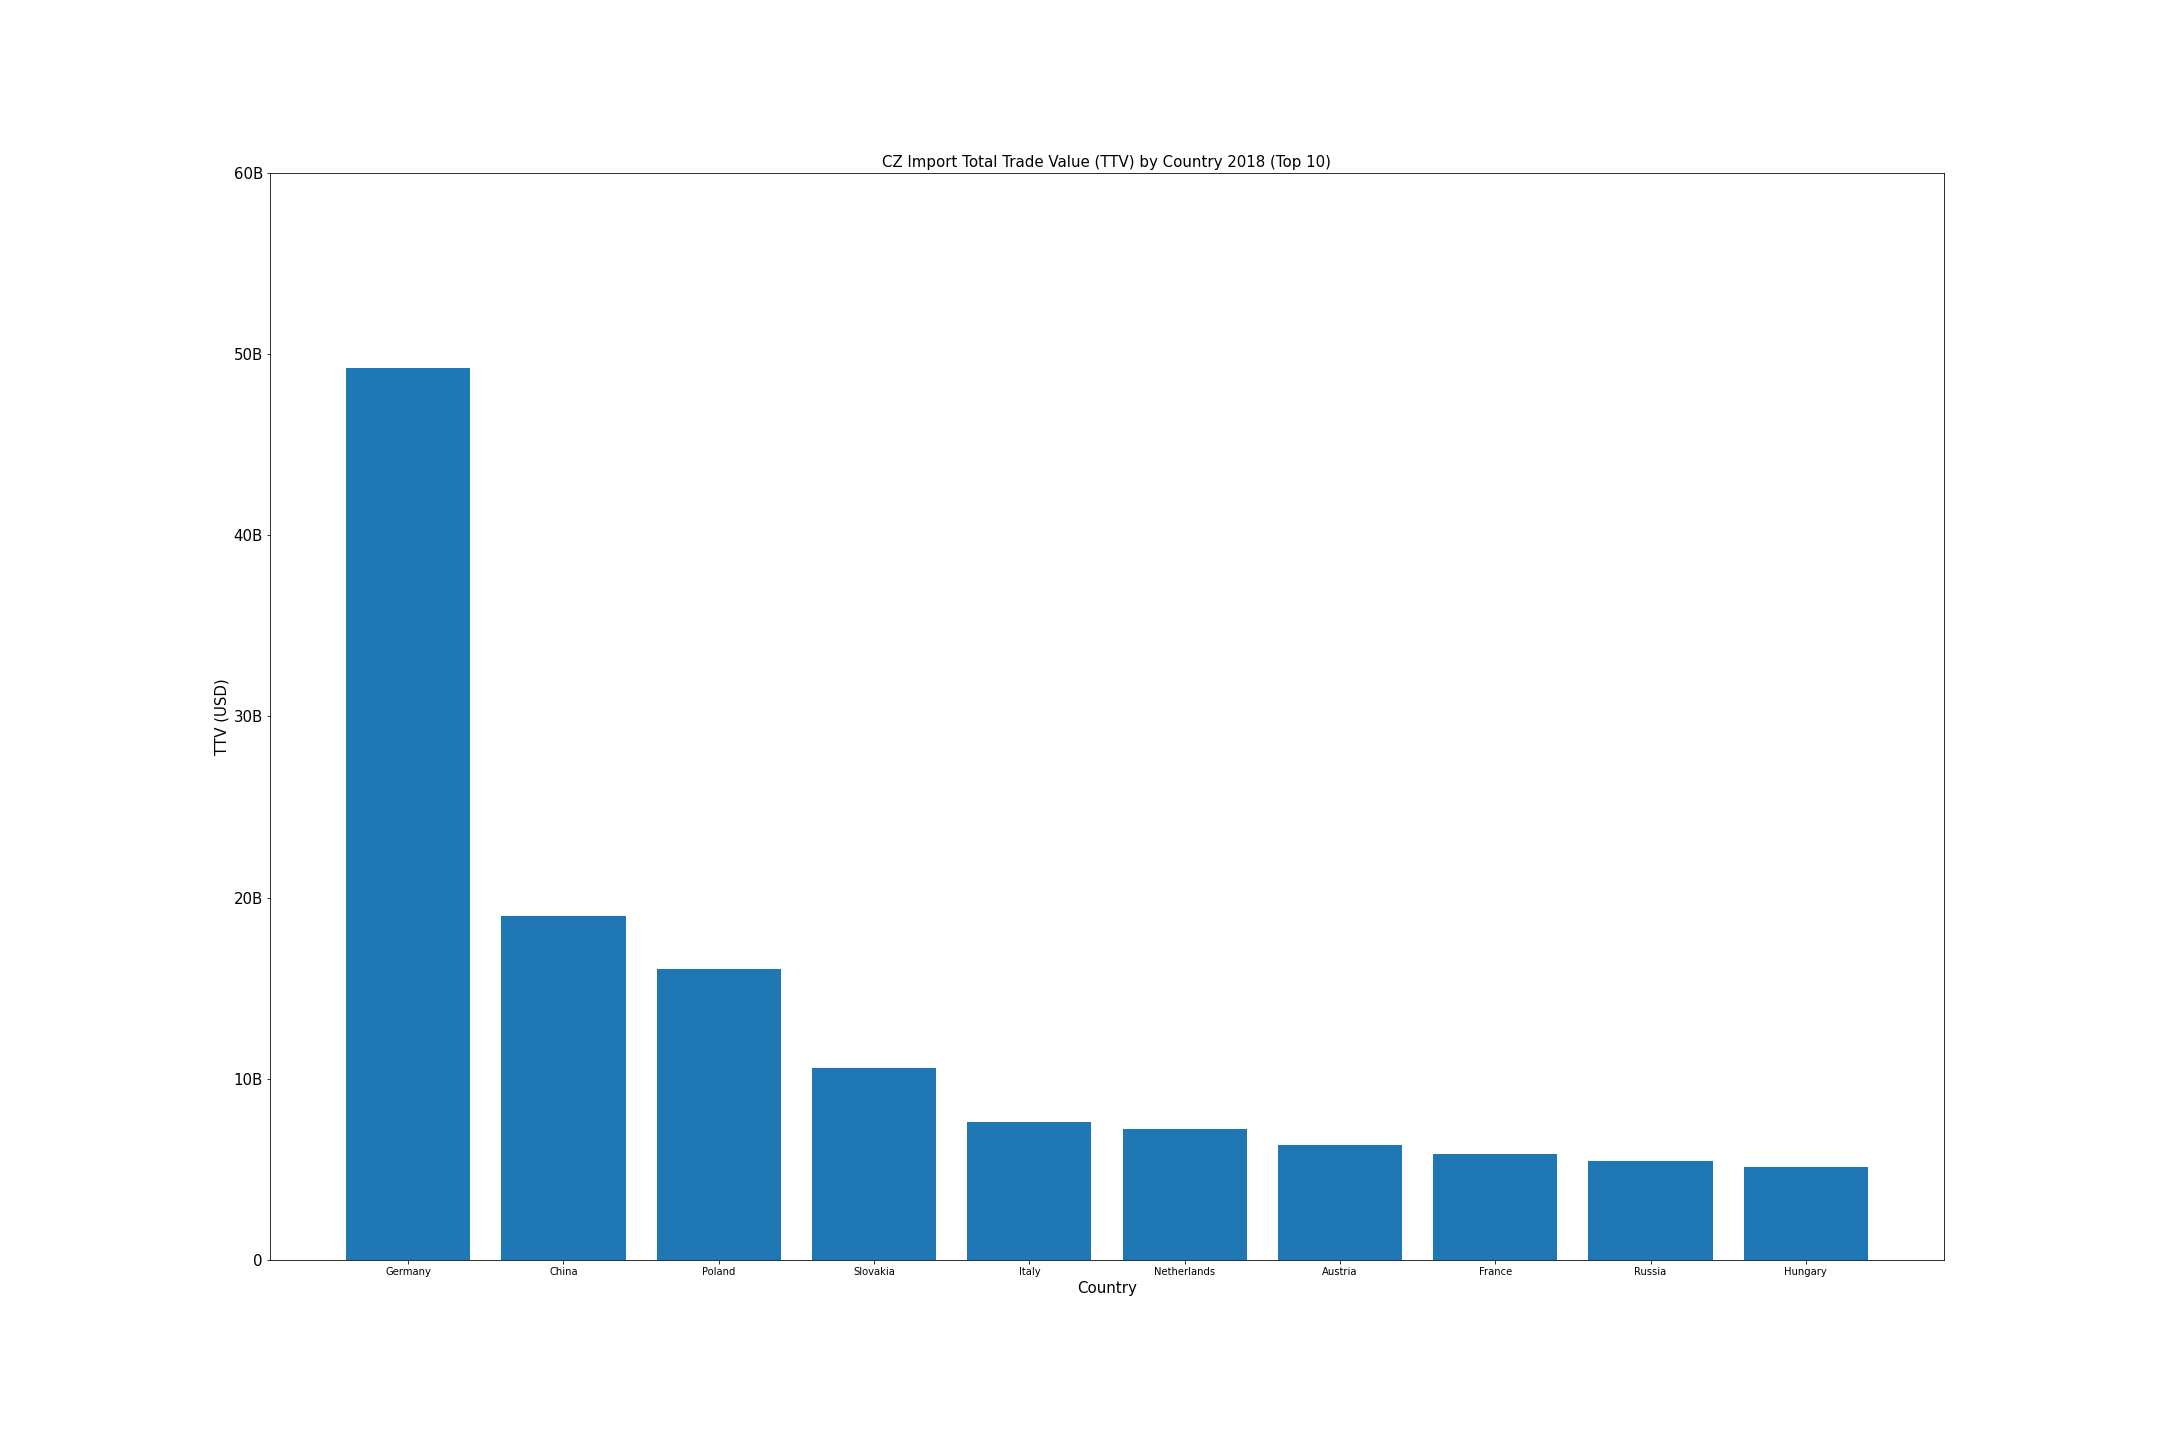 CZ Import Total Trade Value (TTV) by Country 2018 (Top 10)
60B
50B
40B
30B
20B
10B
0
TTV (USD)
Germany China Poland Slovakia Italy Netherlands Austria France Russia Hungary
Country